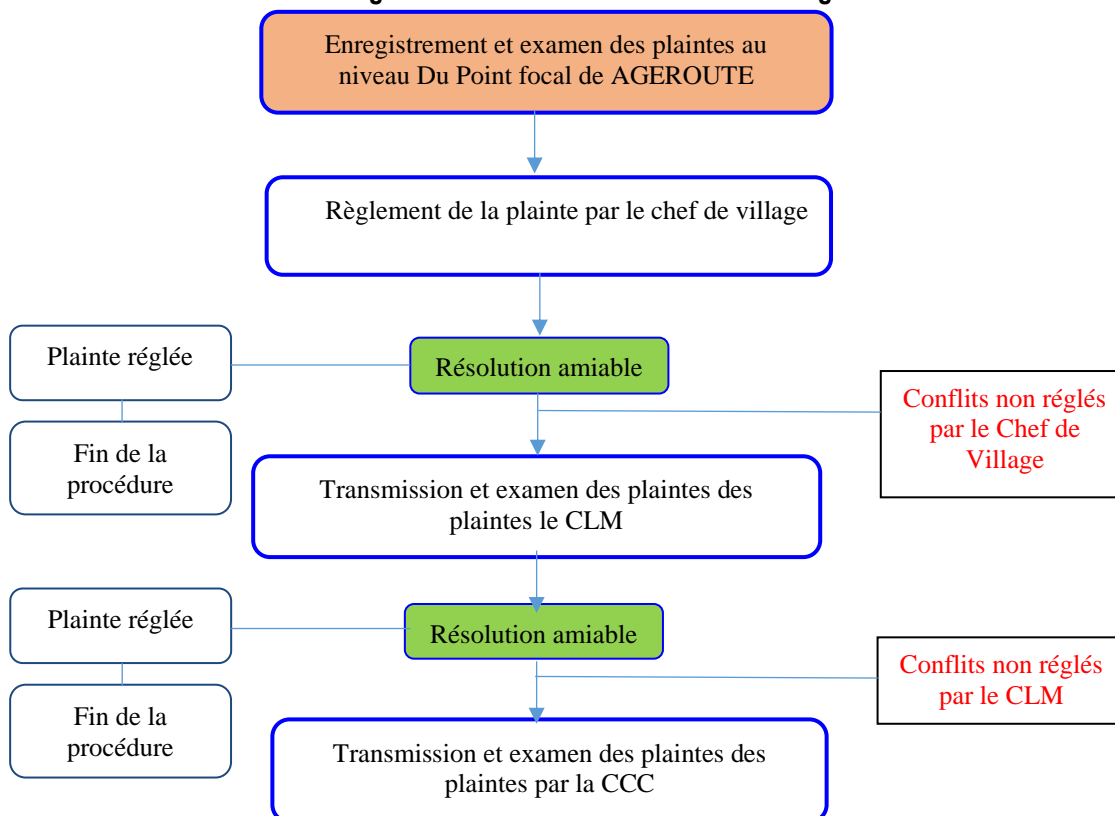 Enregistrement et examen des plaintes au
niveau Du Point focal de AGEROUTE
Règlement de la plainte par le chef de village
Plainte réglée
Résolution amiable
Conflits non réglés
par le Chef de
Village
Fin de la
procédure
Transmission et examen des plaintes des
plaintes le CLM
Plainte réglée
Résolution amiable
Conflits non réglés
par le CLM
Fin de la
procédure
Transmission et examen des plaintes des
plaintes par la CCC